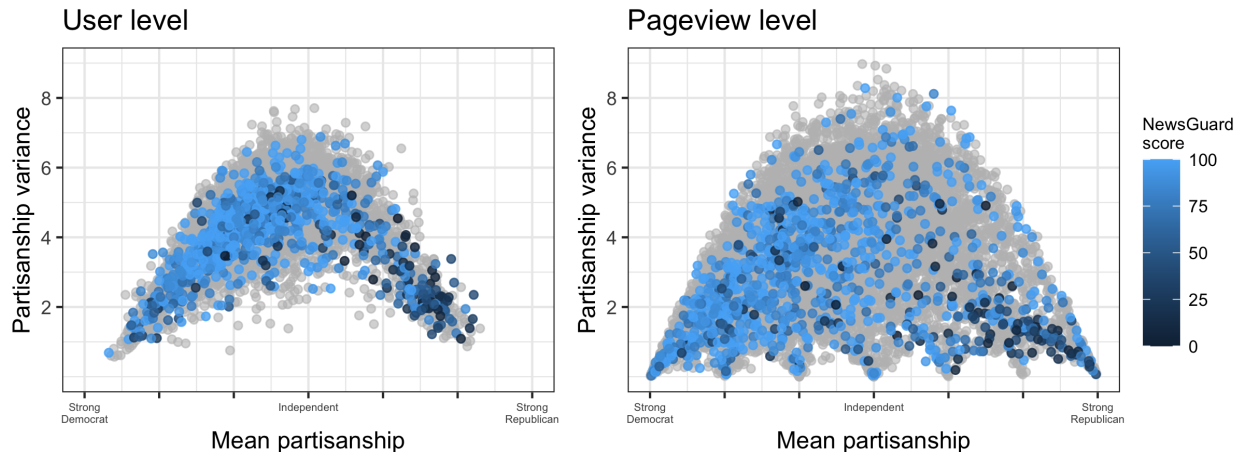 User level
Partisanship variance
8
6
4
2
Strong
Democrat
Independent
Strong
Republican
Mean partisanship
Pageview level
Partisanship variance
8
6
4
2
Strong
Democrat
Independent
Strong
Republican
Mean partisanship
NewsGuard
score
100
75
50
25
0